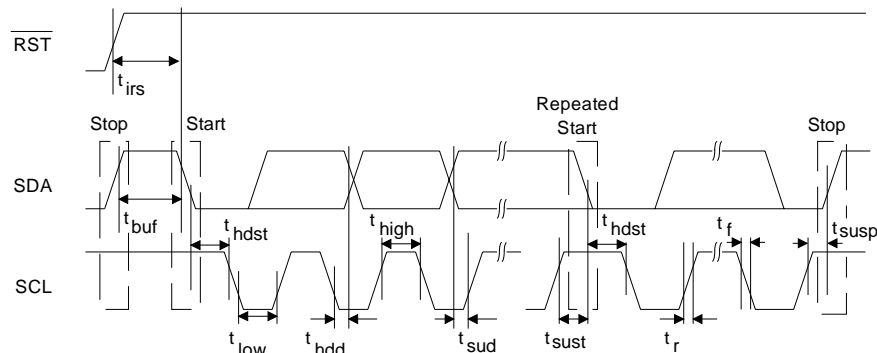 RST
t irs
Repeated
Stop Start Start Stop
SDA
t buf t hdst t high t hdst t f t susp
SCL
t low t hdd t sud t sust t r